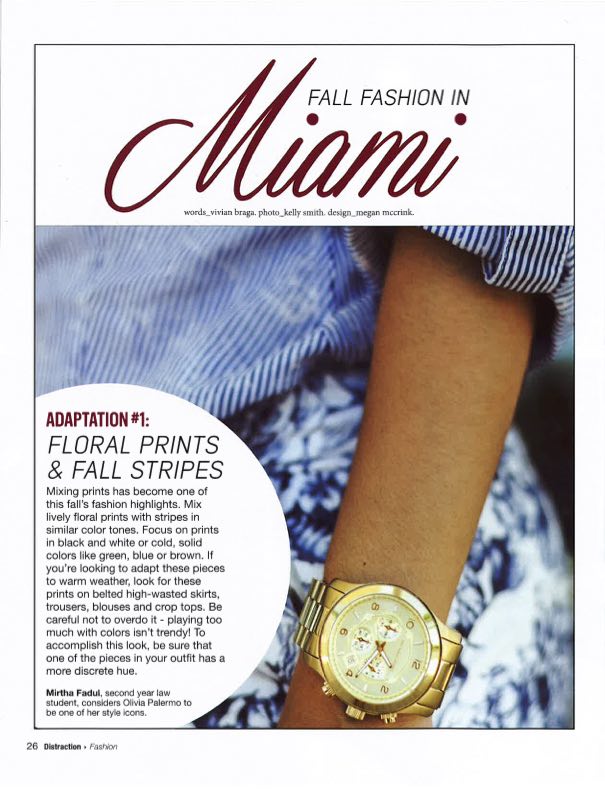 FALL FASHION IN
Miami
words_vivian braga. photo_kelly smith. design_megan mccrink.
ADAPTATION #1:
FLORAL PRINTS
& FALL STRIPES
Mixing prints has become one of
this fall's fashion highlights. Mix
lively floral prints with stripes in
similar color tones. Focus on prints
in black and white or cold, solid
colors like green, blue or brown. If
you're looking to adapt these pieces
to warm weather, look for these
prints on belted high-wasted skirts,
trousers, blouses and crop tops. Be
careful not to overdo it - playing too
much with colors isn't trendy! To
accomplish this look, be sure that
one of the pieces in your outfit has a
more discrete hue.
Mirtha Fadul, second year law
student, considers Olivia Palermo to
be one of her style icons.
26 Distraction › Fashion